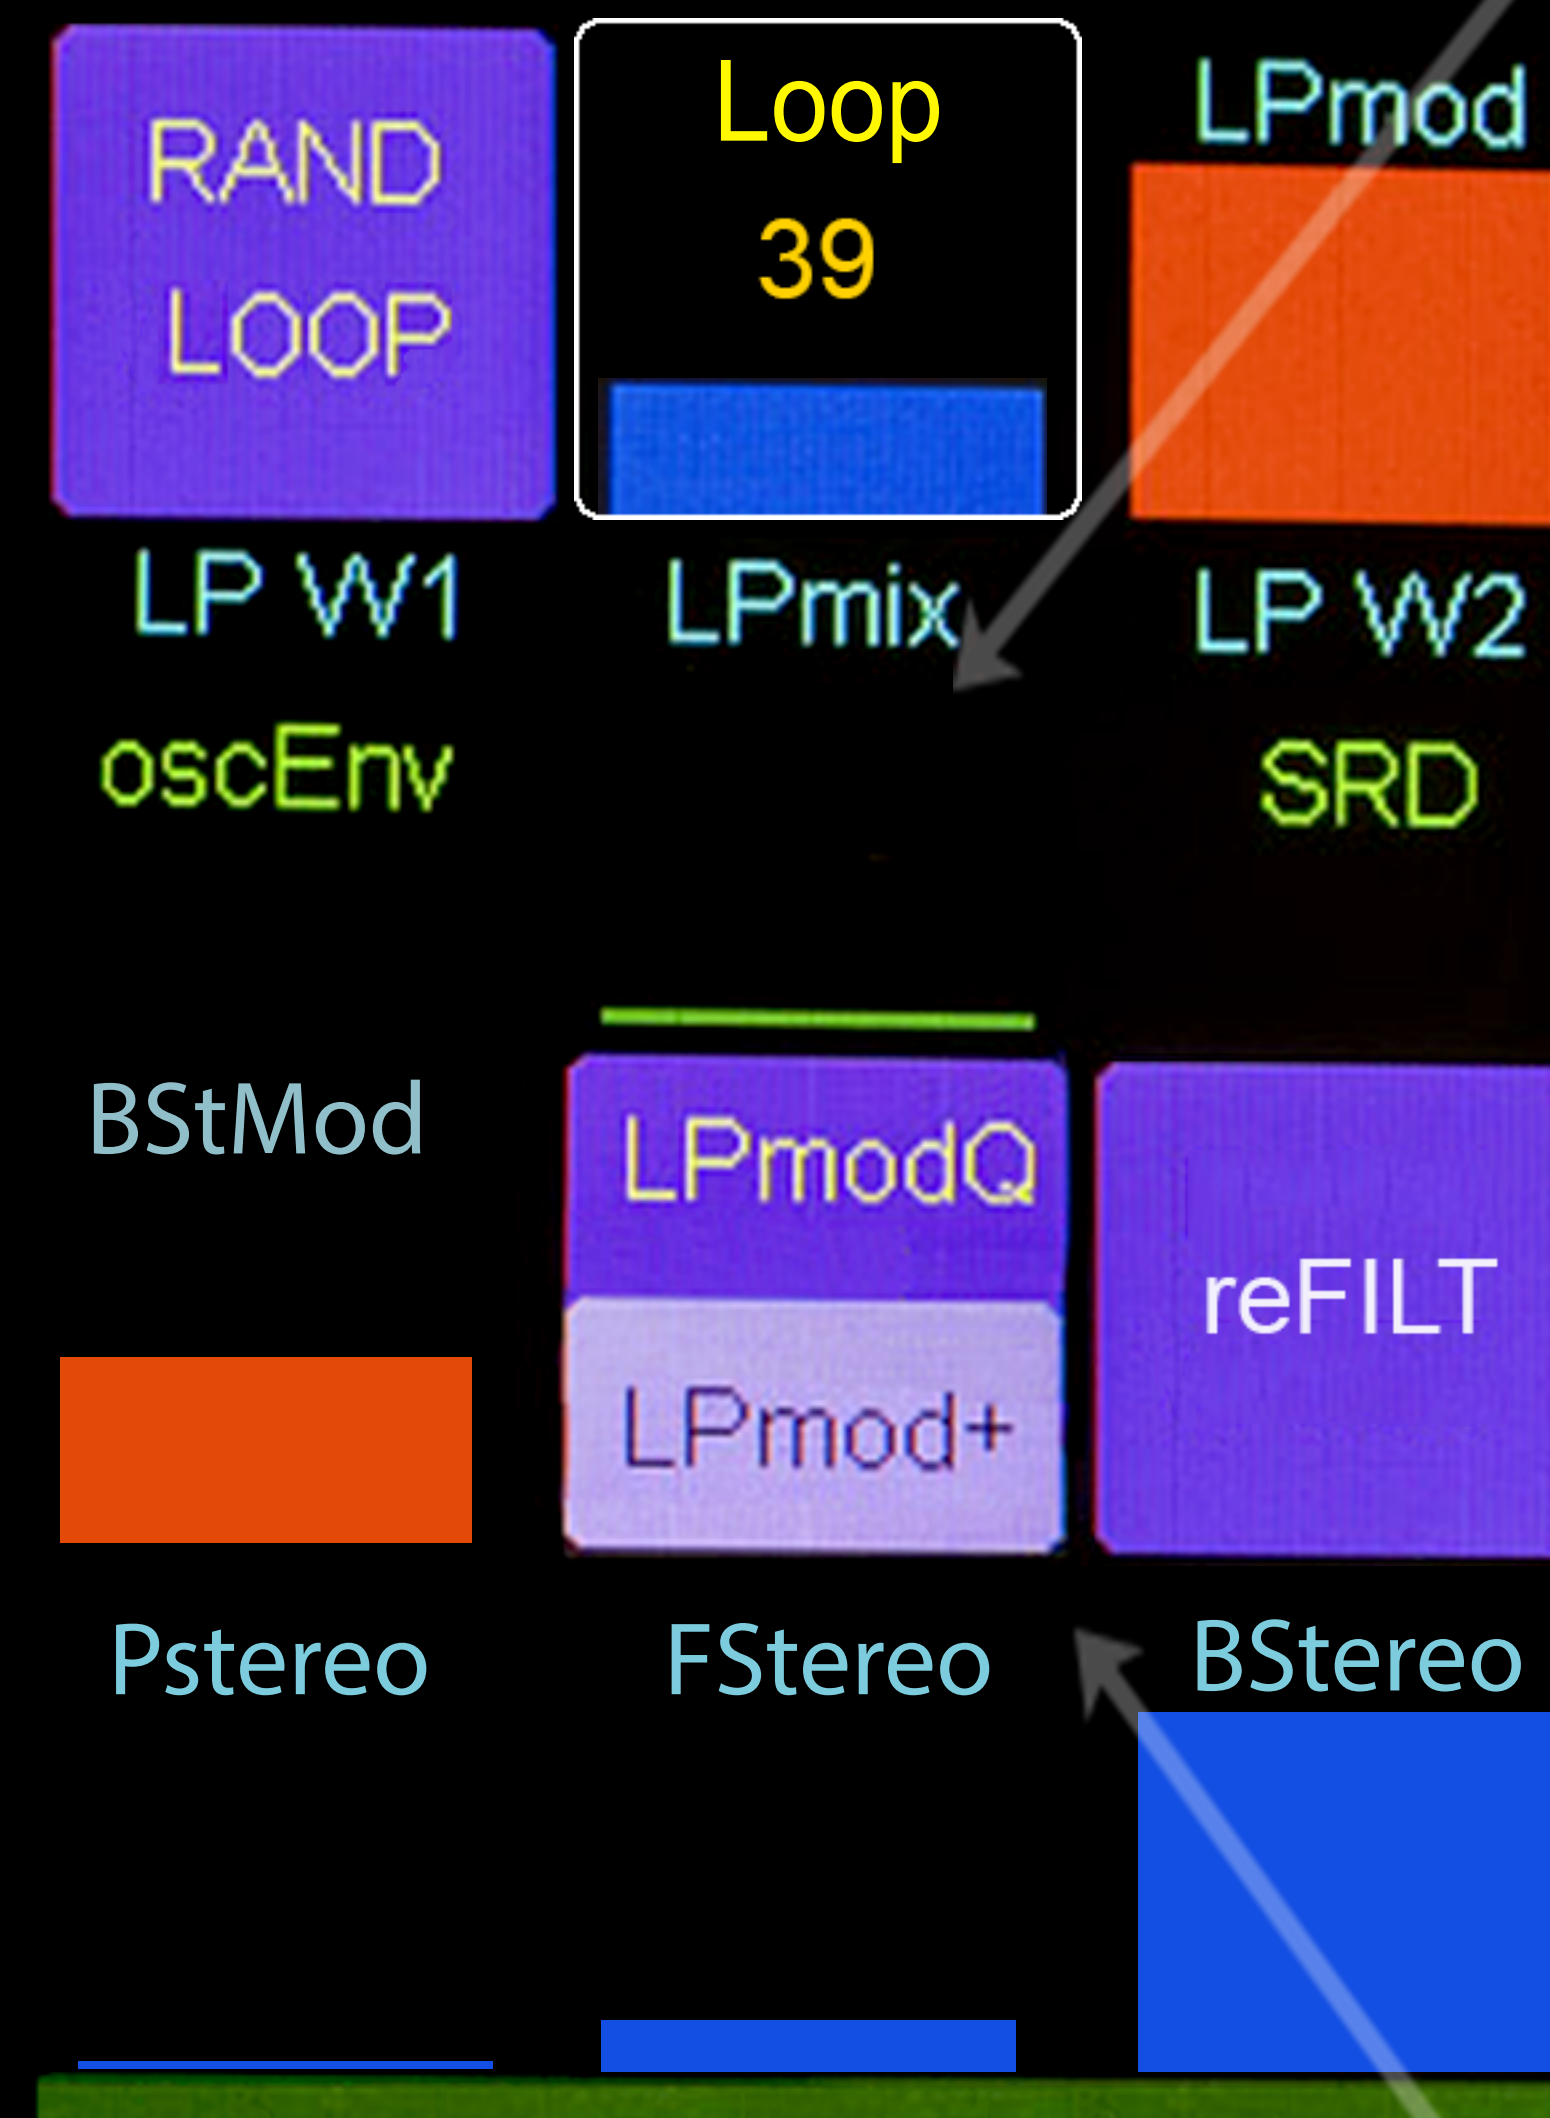 RAND
LOOP
Loop
39
LPmod
LP W1
LPmix
LP W2
oscEnv
SRD
BStMod
LPmodQ
LPmod+
reFILT
Pstereo
FStereo
BStereo